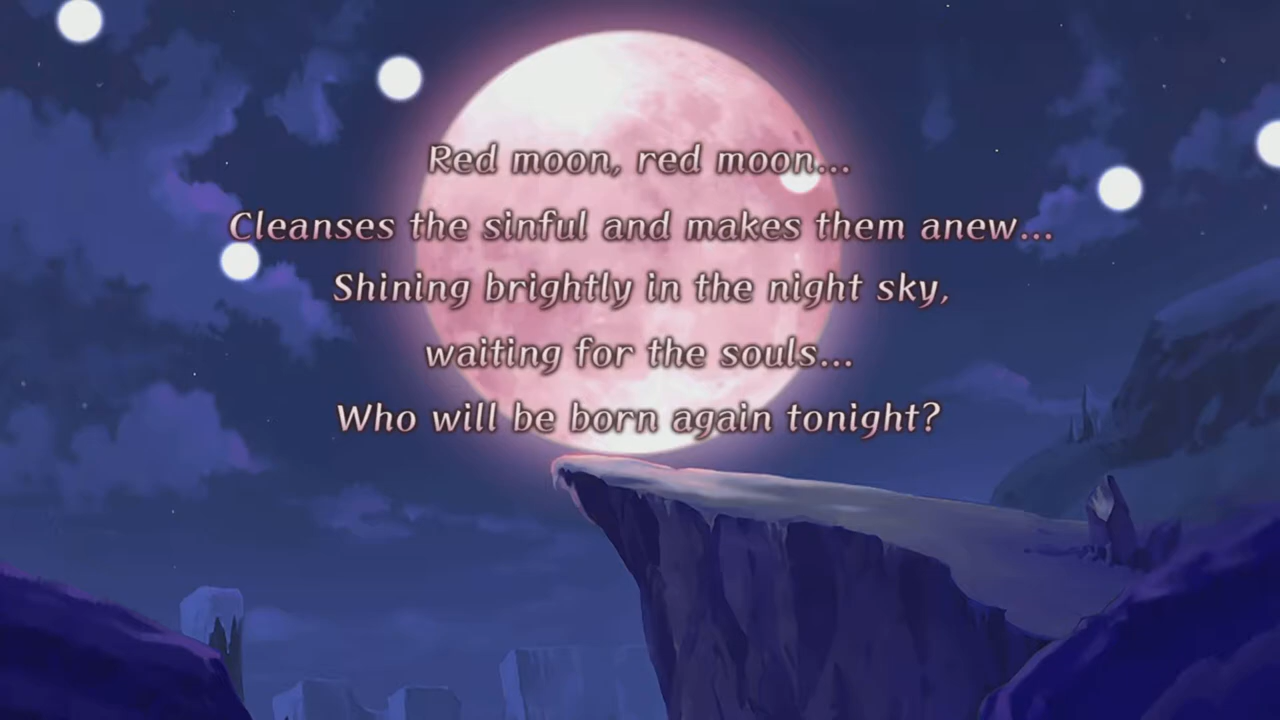 Red moon, red moon...
Cleanses the sinful and makes them anew...
Shining brightly in the night sky,
waiting for the souls...
Who will be born again tonight?